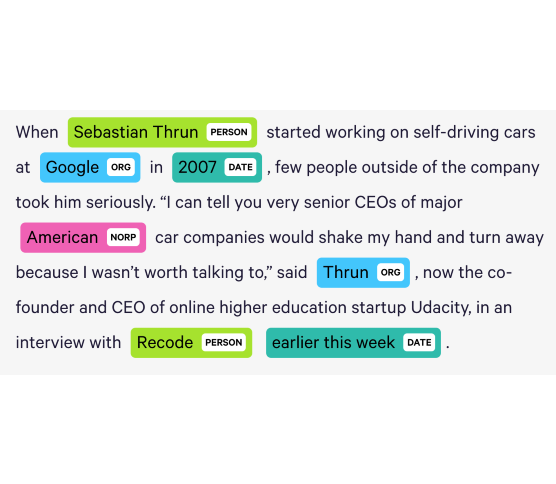 When Sebastian Thrun PERSON started working on self-driving cars
at Google ORG in 2007 DATE , few people outside of the company
took him seriously. “I can tell you very senior CEOs of major
American NORP car companies would shake my hand and turn away
because I wasn’t worth talking to,” said Thrun ORG , now the co-
founder and CEO of online higher education startup Udacity, in an
interview with Recode PERSON earlier this week DATE .